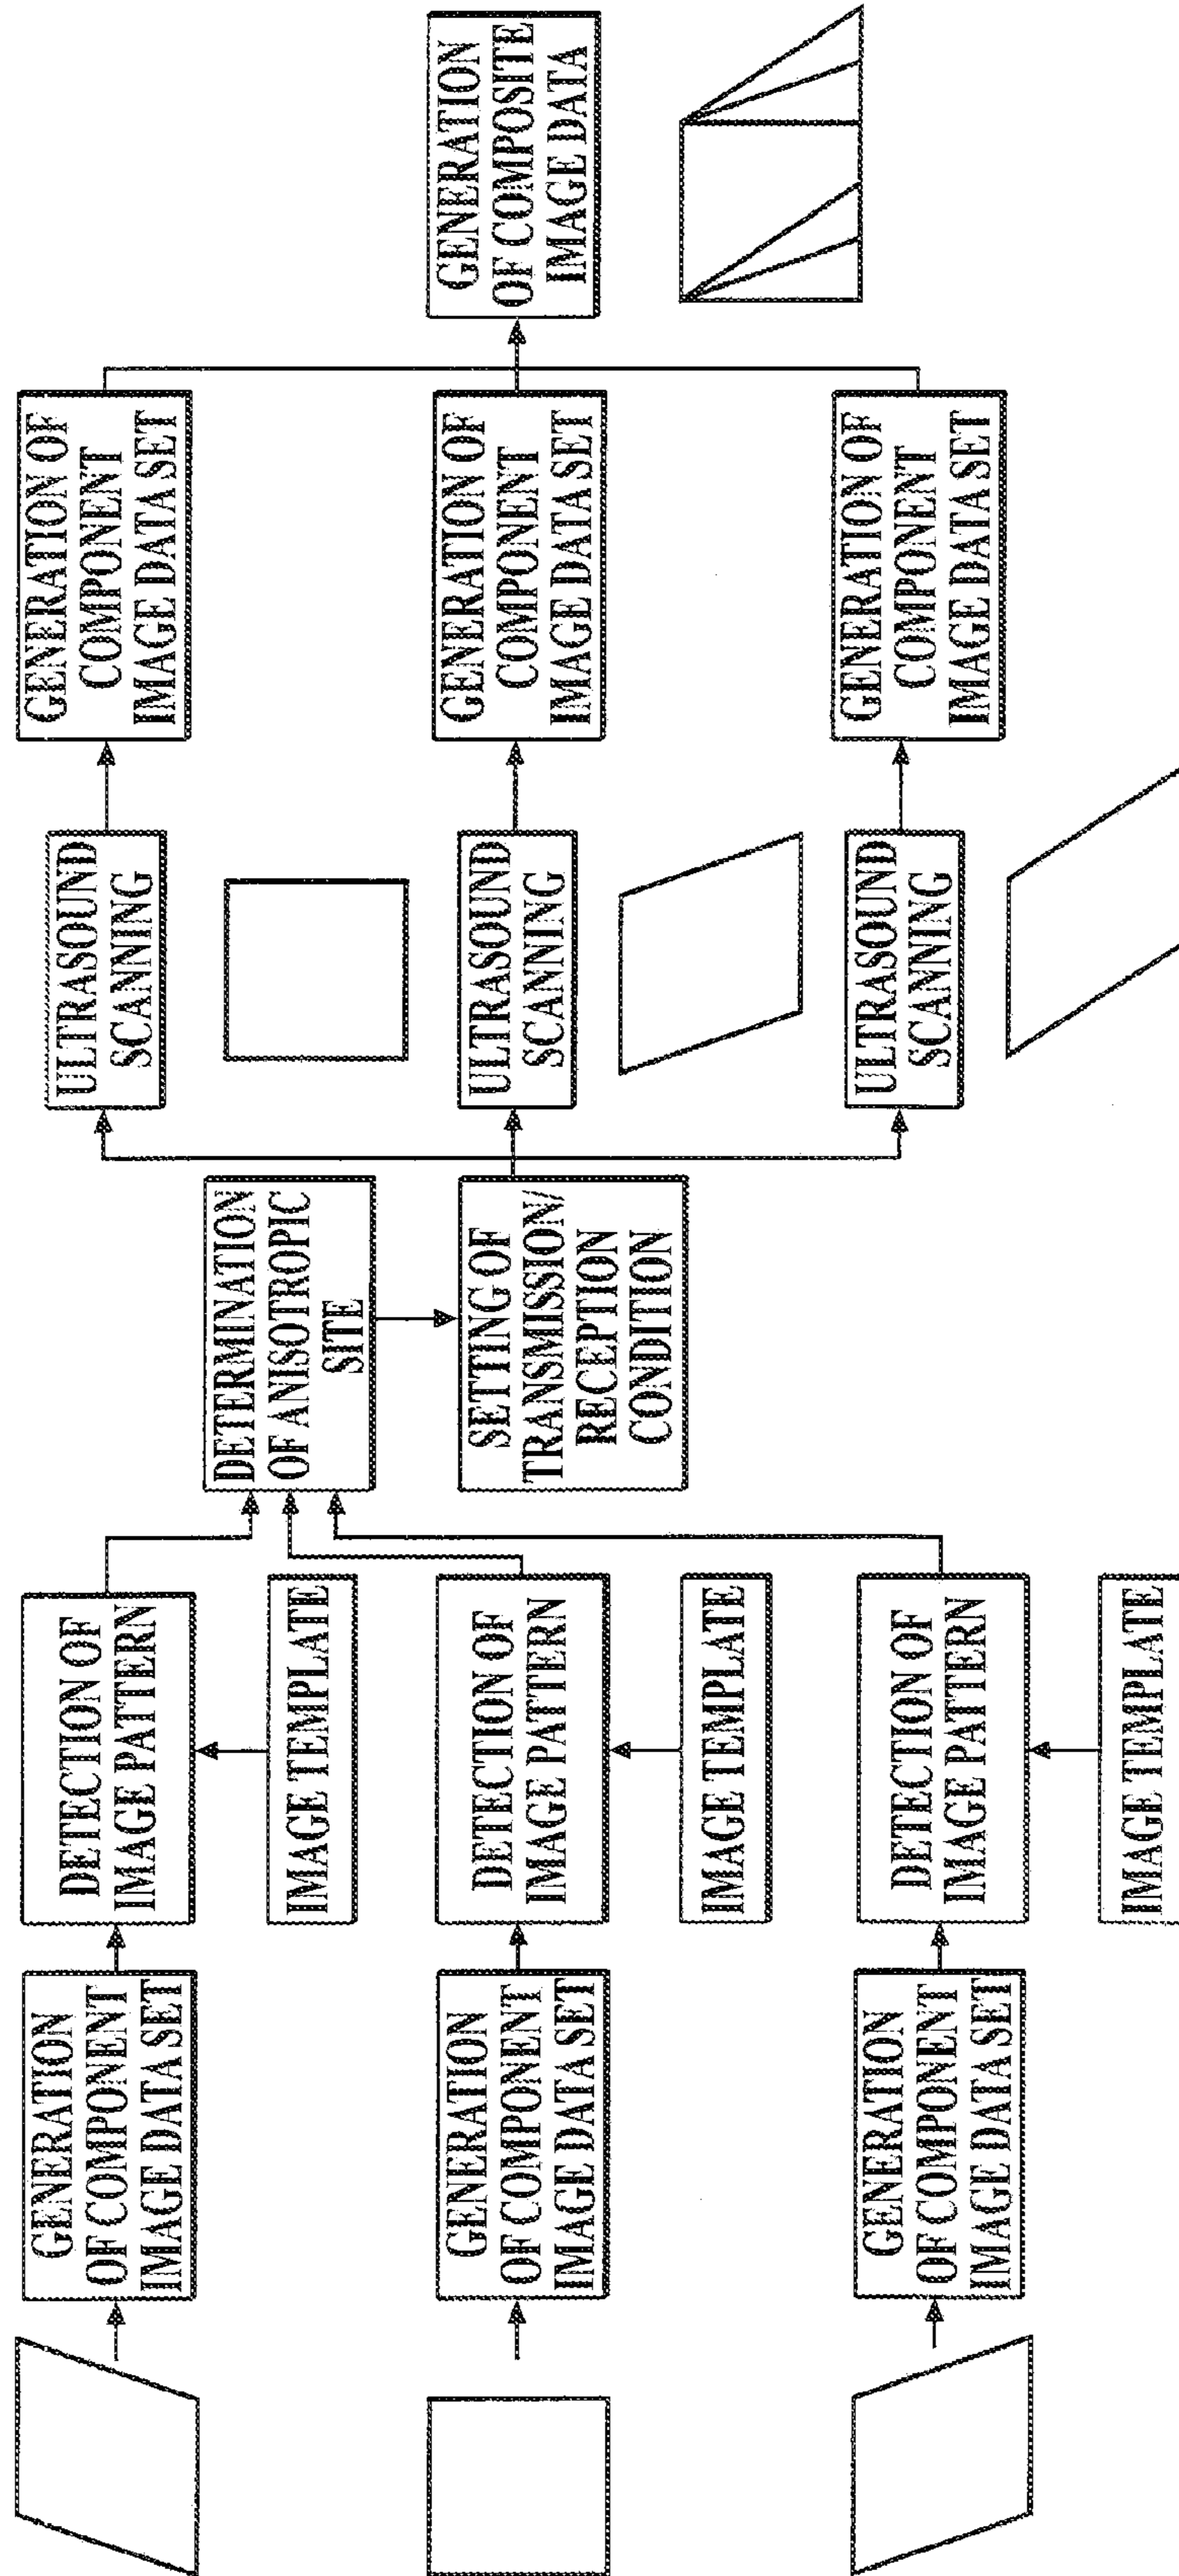 GENERATION
OF COMPONENT
IMAGE DATA SET
DETECTION OF
IMAGE PATTERN
IMAGE TEMPLATE
GENERATION
OF COMPONENT
IMAGE DATA SET
DETECTION OF
IMAGE PATTERN
IMAGE TEMPLATE
GENERATION
OF COMPONENT
IMAGE DATA SET
DETECTION OF
IMAGE PATTERN
IMAGE TEMPLATE
DETERMINATION
OF ANISOTROPIC
SITE
SETTING OF
TRANSMISSION/
RECEPTION
CONDITION
ULTRASOUND
SCANNING
GENERATION OF
COMPONENT
IMAGE DATA SET
ULTRASOUND
SCANNING
GENERATION OF
COMPONENT
IMAGE DATA SET
ULTRASOUND
SCANNING
GENERATION OF
COMPONENT
IMAGE DATA SET
GENERATION
OF COMPOSITE
IMAGE DATA